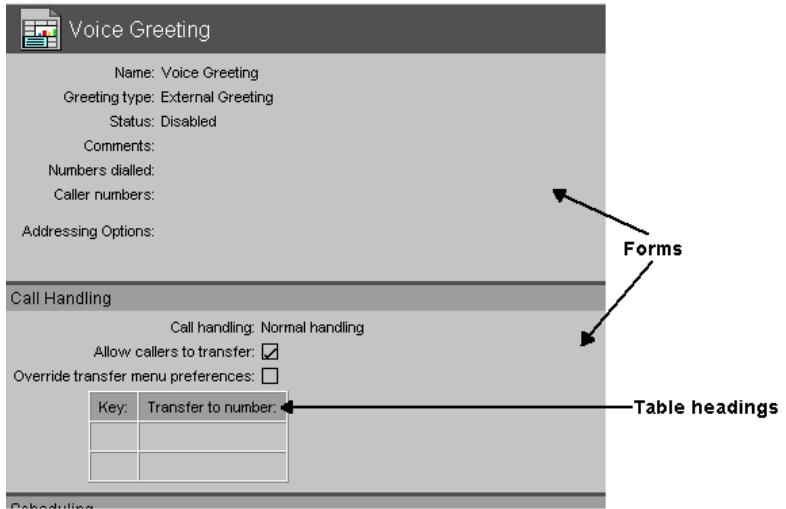 Voice Greeting
Name: Voice Greeting
Greeting type: External Greeting
Status: Disabled
Comments:
Numbers dialled:
Caller numbers:
Addressing Options:
Forms
Call Handling
Call handling: Normal handling
Allow callers to transfer:
Override transfer menu preferences:
Key: Transfer to number:
Table headings
Scheduling